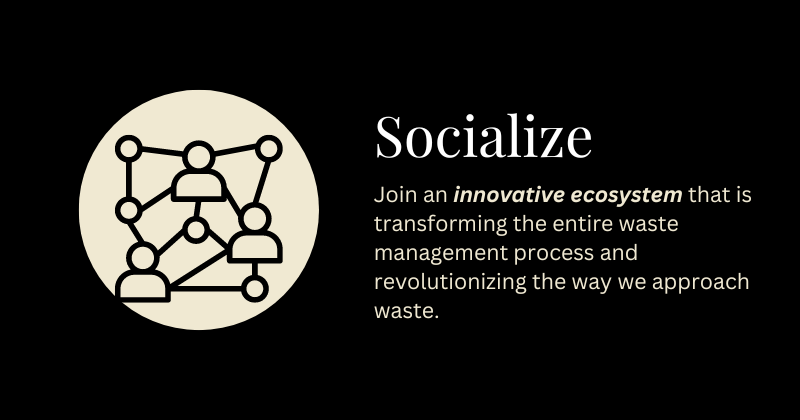 Socialize
Join an innovative ecosystem that is
transforming the entire waste
management process and
revolutionizing the way we approach
waste.